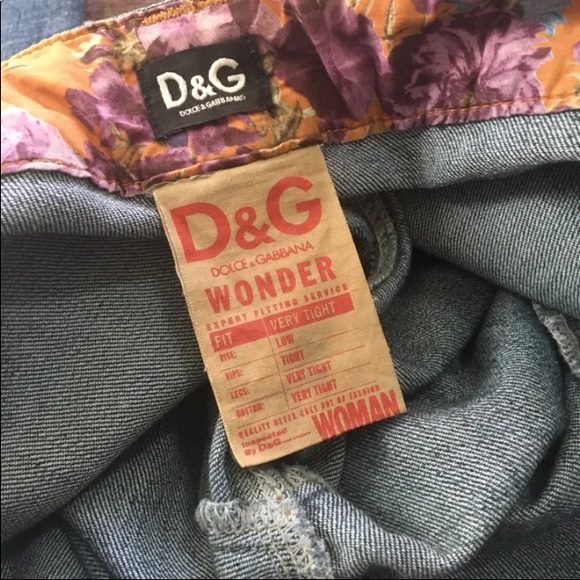 D&G
DOLCE & GABBANA
D&G
DOLCE & GABBANA
WONDER
EXPERT FITTING SERVICE
FIT VERY TIGHT
RISE: LOW
HIPS: TIGHT
LEGS: VERY TIGHT
BOTTOM: VERY TIGHT
QUALITY NEVER GOES OUT OF FASHION
Inspected WOMAN
By D&G